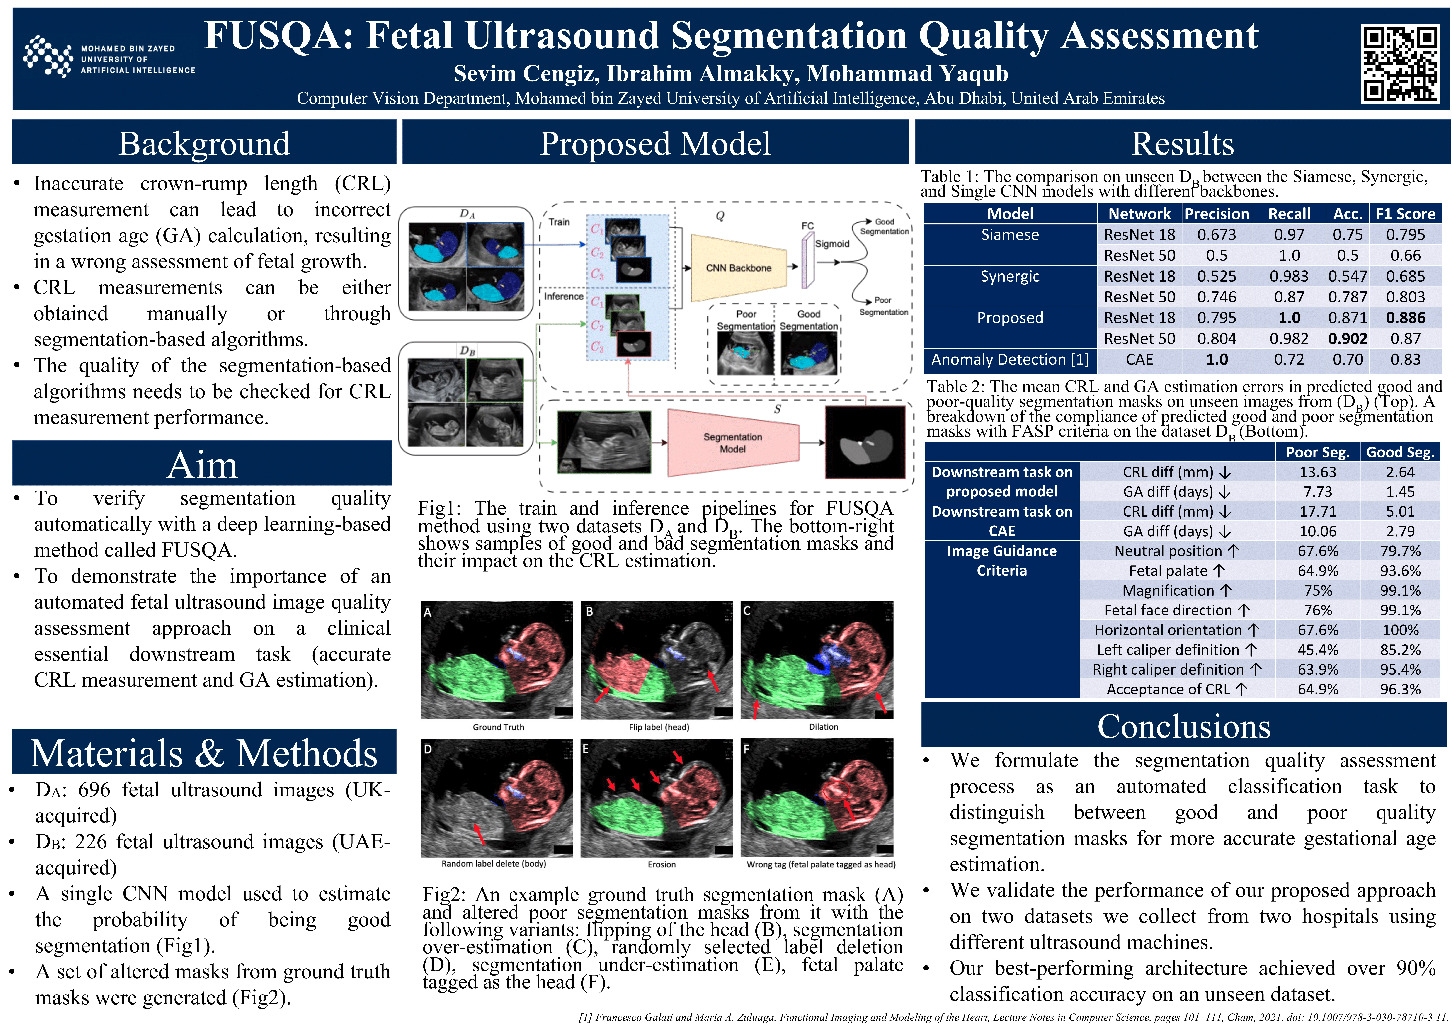 MOHAMED BIN ZAYED
UNIVERSITY OF
ARTIFICIAL INTELLIGENCE
FUSQA: Fetal Ultrasound Segmentation Quality Assessment
Sevim Cengiz, Ibrahim Almakky, Mohammad Yaqub
Computer Vision Department, Mohamed bin Zayed University of Artificial Intelligence, Abu Dhabi, United Arab Emirates
Background
• Inaccurate crown-rump length (CRL)
measurement can lead to incorrect
gestation age (GA) calculation, resulting
in a wrong assessment of fetal growth.
• CRL measurements can be either
obtained manually or through
segmentation-based algorithms.
• The quality of the segmentation-based
algorithms needs to be checked for CRL
measurement performance.
Aim
• To verify segmentation quality
automatically with a deep learning-based
method called FUSQA.
• To demonstrate the importance of an
automated fetal ultrasound image quality
assessment approach on a clinical
essential downstream task (accurate
CRL measurement and GA estimation).
Materials & Methods
• DA: 696 fetal ultrasound images (UK-
acquired)
• DB: 226 fetal ultrasound images (UAE-
acquired)
• A single CNN model used to estimate
the probability of being good
segmentation (Fig1).
• A set of altered masks from ground truth
masks were generated (Fig2).
Proposed Model
DA
Train
C1
C2
C3
Q
CNN Backbone
FC
Sigmoid
Good
Segmentation
Poor
Segmentation
Inference
C1
C2
C3
Poor
Segmentation
Good
Segmentation
DB
S
Segmentation
Model
Fig1: The train and inference pipelines for FUSQA
method using two datasets DA and DB. The bottom-right
shows samples of good and bad segmentation masks and
their impact on the CRL estimation.
A
B
C
Ground Truth
Flip label (head)
Dilation
D
E
F
Random label delete (body)
Erosion
Wrong tag (fetal palate tagged as head)
Fig2: An example ground truth segmentation mask (A)
and altered poor segmentation masks from it with the
following variants: flipping of the head (B), segmentation
over-estimation (C), randomly selected label deletion
(D), segmentation under-estimation (E), fetal palate
tagged as the head (F).
Results
Table 1: The comparison on unseen DB between the Siamese, Synergic,
and Single CNN models with different backbones.
Model Network Precision Recall Acc. F1 Score
Siamese ResNet 18 0.673 0.97 0.75 0.795
ResNet 50 0.5 1.0 0.5 0.66
Synergic ResNet 18 0.525 0.983 0.547 0.685
ResNet 50 0.746 0.87 0.787 0.803
Proposed ResNet 18 0.795 1.0 0.871 0.886
ResNet 50 0.804 0.982 0.902 0.87
Anomaly Detection [1] CAE 1.0 0.72 0.70 0.83
Table 2: The mean CRL and GA estimation errors in predicted good and
poor-quality segmentation masks on unseen images from (DB) (Top). A
breakdown of the compliance of predicted good and poor segmentation
masks with FASP criteria on the dataset DB (Bottom).
Poor Seg. Good Seg.
Downstream task on CRL diff (mm) ↓ 13.63 2.64
proposed model GA diff (days) ↓ 7.73 1.45
Downstream task on CRL diff (mm) ↓ 17.71 5.01
CAE GA diff (days) ↓ 10.06 2.79
Image Guidance Neutral position ↑ 67.6% 79.7%
Criteria Fetal palate ↑ 64.9% 93.6%
Magnification ↑ 75% 99.1%
Fetal face direction ↑ 76% 99.1%
Horizontal orientation ↑ 67.6% 100%
Left caliper definition ↑ 45.4% 85.2%
Right caliper definition ↑ 63.9% 95.4%
Acceptance of CRL ↑ 64.9% 96.3%
Conclusions
• We formulate the segmentation quality assessment
process as an automated classification task to
distinguish between good and poor quality
segmentation masks for more accurate gestational age
estimation.
• We validate the performance of our proposed approach
on two datasets we collect from two hospitals using
different ultrasound machines.
• Our best-performing architecture achieved over 90%
classification accuracy on an unseen dataset.
[1] Francesco Galati and Maria A. Zuluaga. Functional Imaging and Modeling of the Heart, Lecture Notes in Computer Science. pages 101–111, Cham, 2021. doi: 10.1007/978-3-030-78710-3 11.